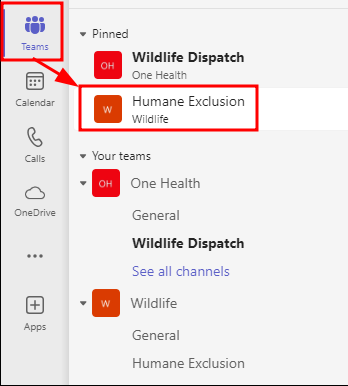 Teams
Calendar
Calls
OneDrive
Apps
Pinned
OH
Wildlife Dispatch
One Health
W
Humane Exclusion
Wildlife
Your teams
OH
One Health
General
Wildlife Dispatch
See all channels
W
Wildlife
General
Humane Exclusion